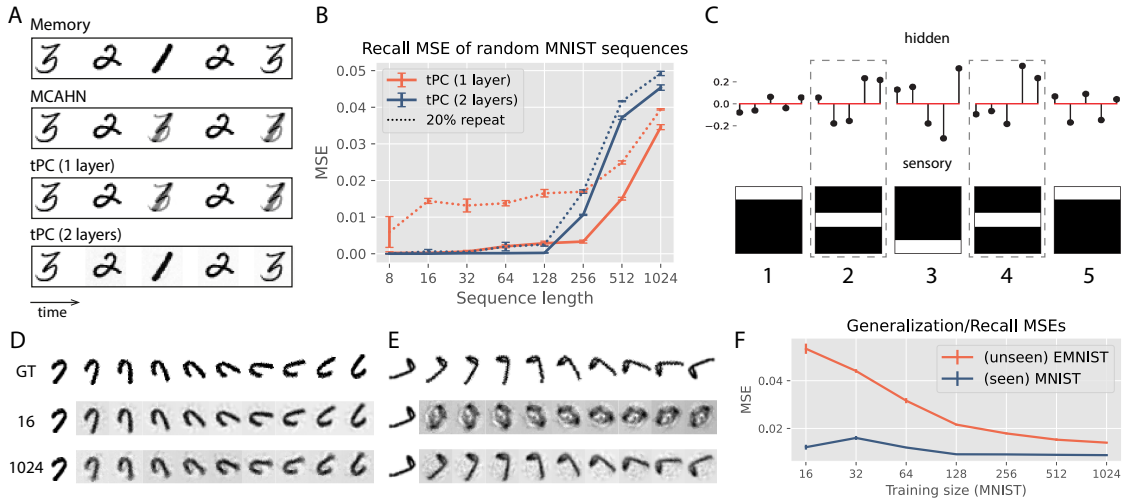 A
Memory
MCAHN
tPC (1 layer)
tPC (2 layers)
time
B
Recall MSE of random MNIST sequences
tPC (1 layer)
tPC (2 layers)
20% repeat
MSE
0.05
0.04
0.03
0.02
0.01
0.00
8 16 32 64 128 256 512 1024
Sequence length
C
hidden
0.2
0.0
−0.2
sensory
1 2 3 4 5
D
GT
16
1024
E
F
Generalization/Recall MSEs
(unseen) EMNIST
(seen) MNIST
MSE
0.04
0.02
16 32 64 128 256 512 1024
Training size (MNIST)